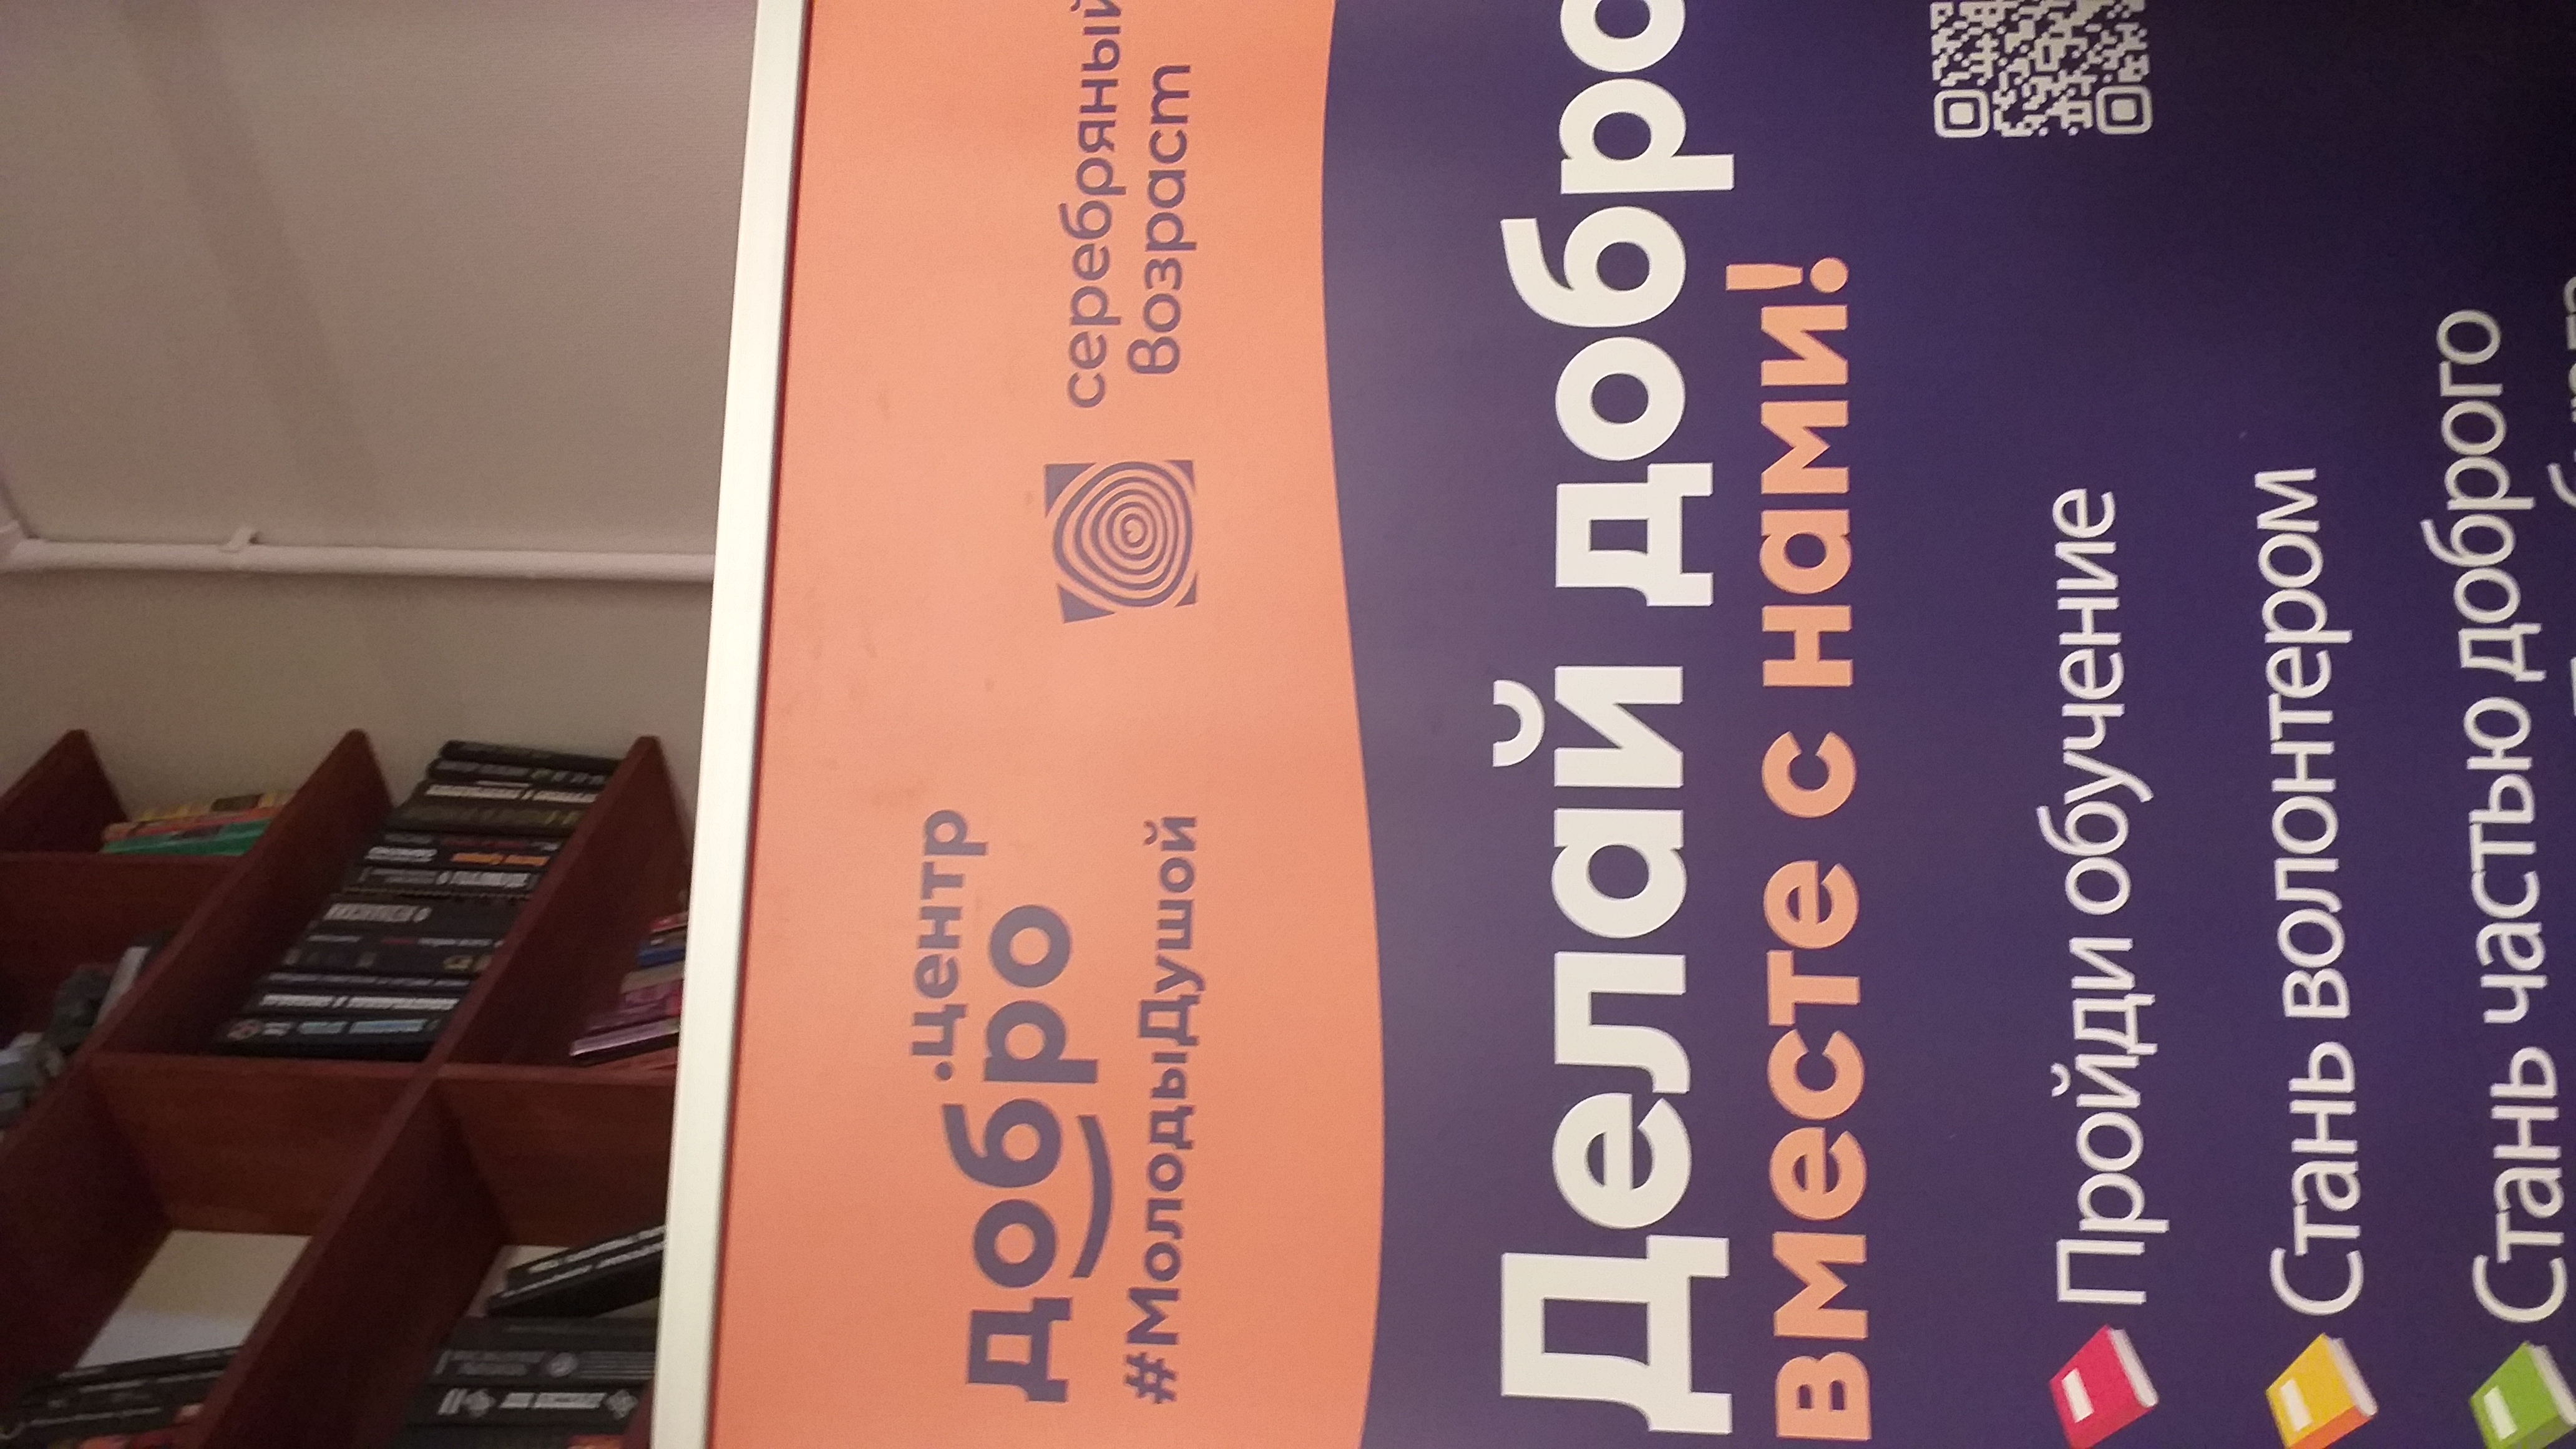 добро.центр
#МолодыДушой
серебряный
Возраст
Делай добро
вместе с нами!
Пройди обучение
Стань волонтером
Стань частью доброго